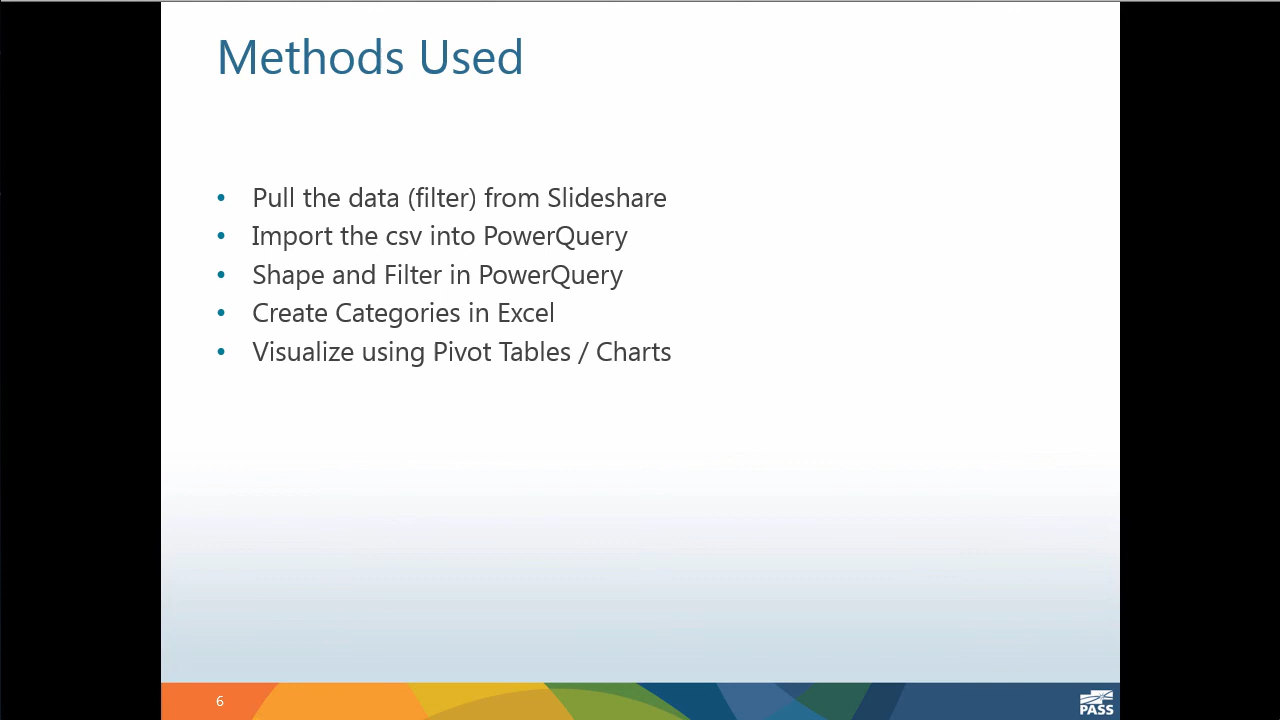 Methods Used
• Pull the data (filter) from Slideshare
• Import the csv into PowerQuery
• Shape and Filter in PowerQuery
• Create Categories in Excel
• Visualize using Pivot Tables / Charts
6
PASS